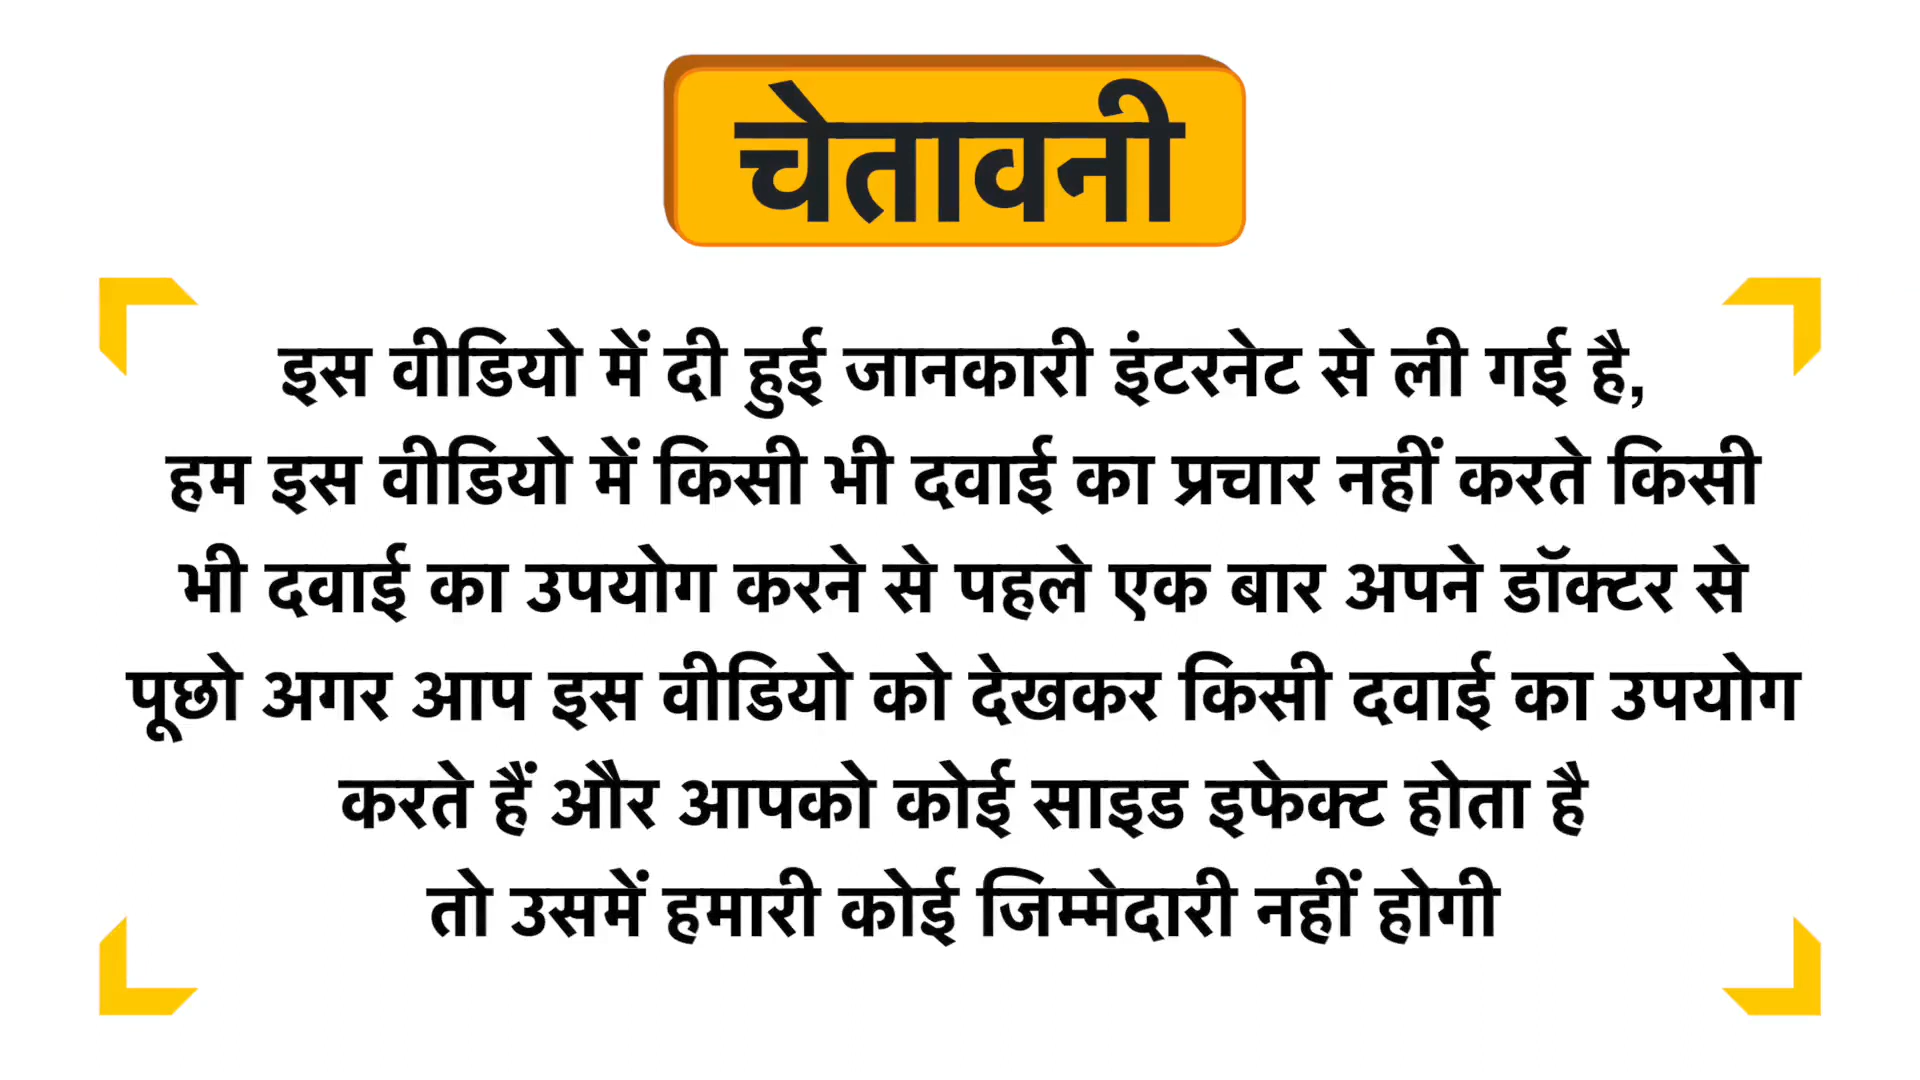 चेतावनी
इस वीडियो में दी हुई जानकारी इंटरनेट से ली गई है,
हम इस वीडियो में किसी भी दवाई का प्रचार नहीं करते किसी
भी दवाई का उपयोग करने से पहले एक बार अपने डॉक्टर से
पूछो अगर आप इस वीडियो को देखकर किसी दवाई का उपयोग
करते हैं और आपको कोई साइड इफेक्ट होता है
तो उसमें हमारी कोई जिम्मेदारी नहीं होगी